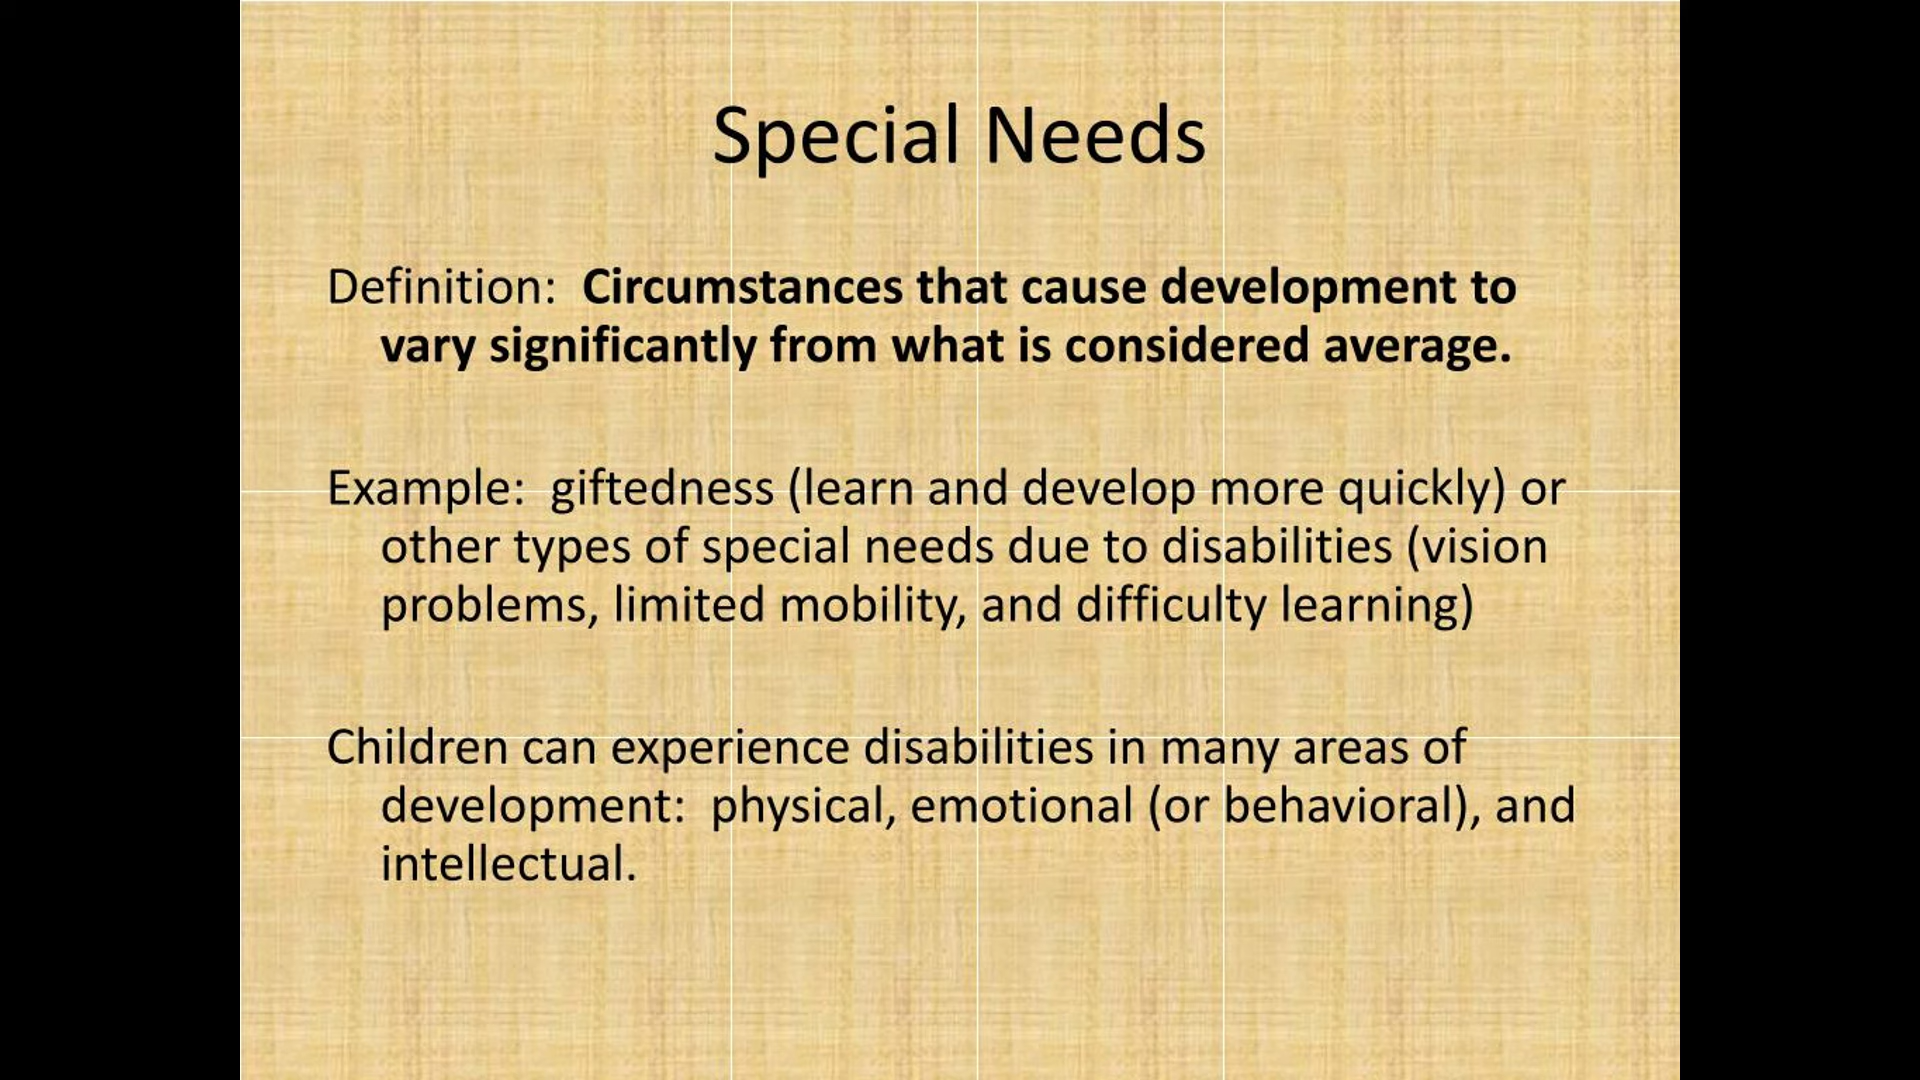 Special Needs
Definition:  Circumstances that cause development to
vary significantly from what is considered average.
Example:  giftedness (learn and develop more quickly) or
other types of special needs due to disabilities (vision
problems, limited mobility, and difficulty learning)
Children can experience disabilities in many areas of
development:  physical, emotional (or behavioral), and
intellectual.